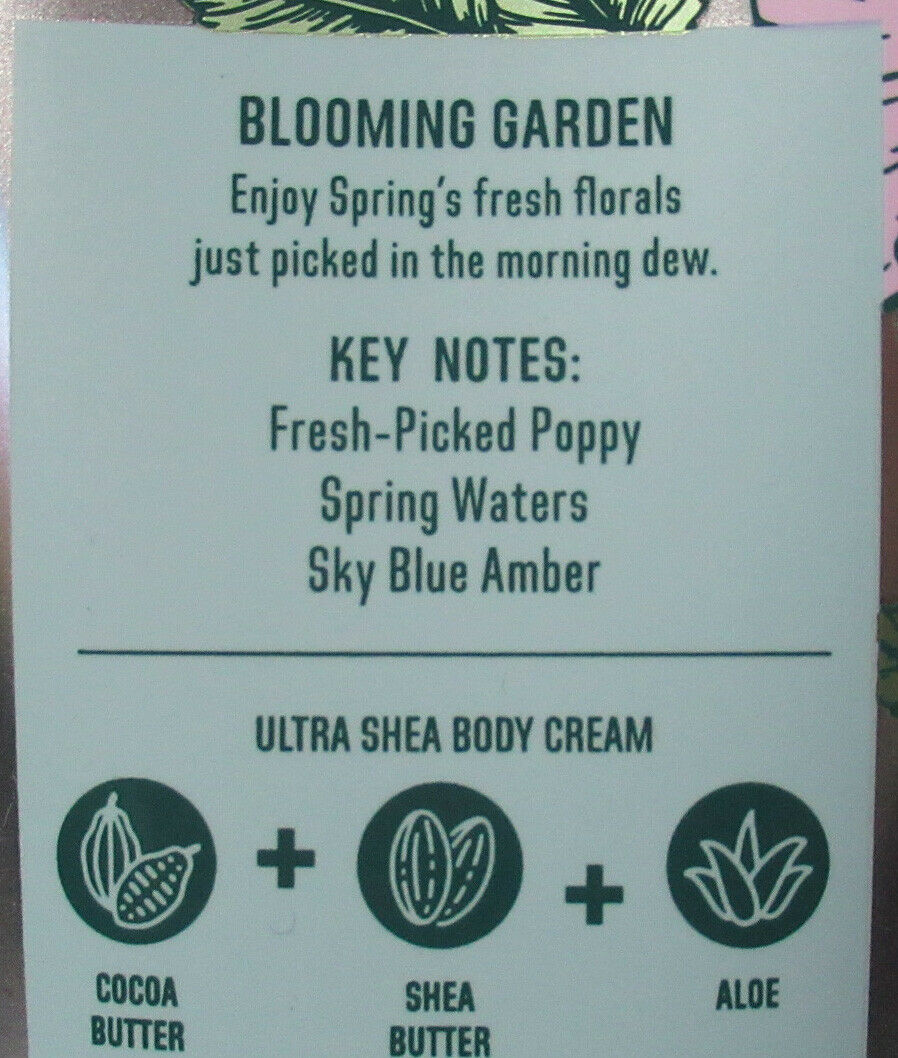 BLOOMING GARDEN
Enjoy Spring's fresh florals
just picked in the morning dew.
KEY NOTES:
Fresh-Picked Poppy
Spring Waters
Sky Blue Amber
ULTRA SHEA BODY CREAM
+ +
COCOA BUTTER
SHEA BUTTER
ALOE